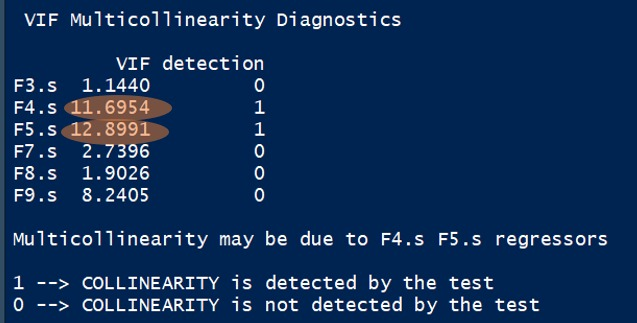 VIF Multicollinearity Diagnostics
VIF detection
F3.s 1.1440 0
F4.s 11.6954 1
F5.s 12.8991 1
F7.s 2.7396 0
F8.s 1.9026 0
F9.s 8.2405 0
Multicollinearity may be due to F4.s F5.s regressors
1 --> COLLINEARITY is detected by the test
0 --> COLLINEARITY is not detected by the test